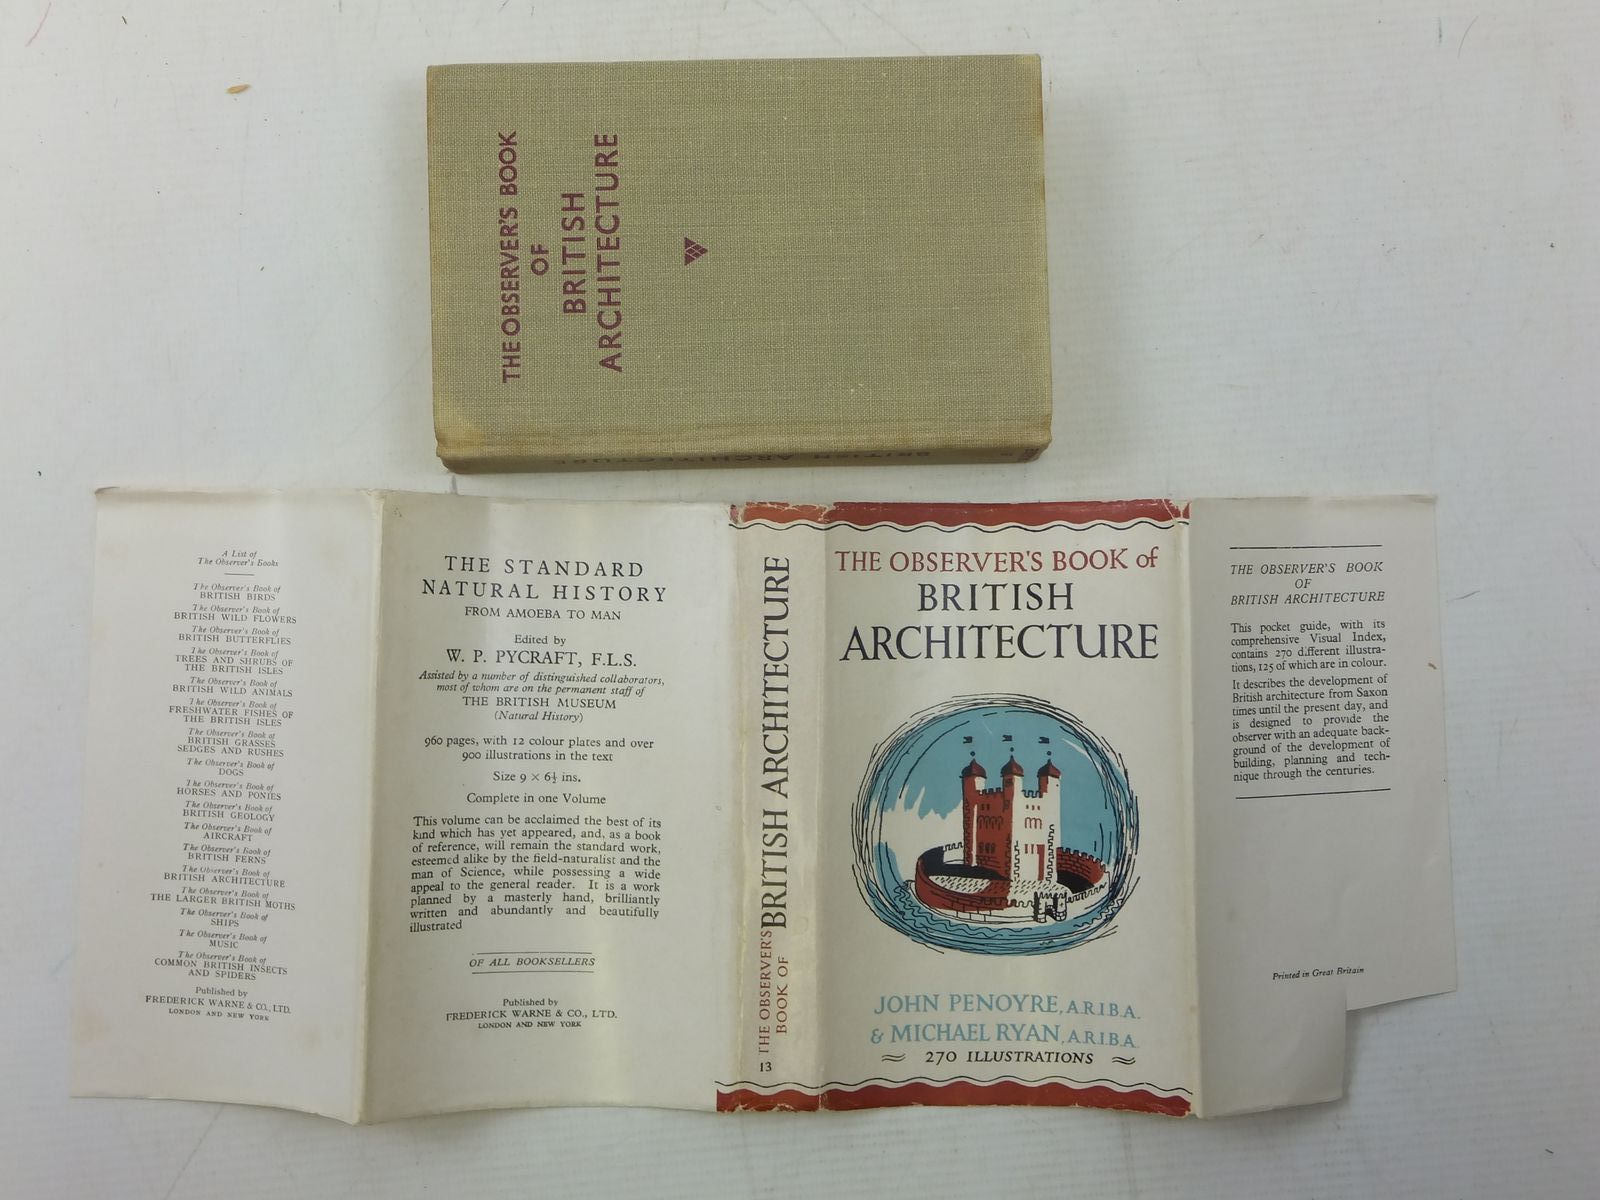 THE OBSERVER'S BOOK
OF
BRITISH
ARCHITECTURE
BRITISH ARCHITECTURE
A List of
The Observer's Books
The Observer's Book of
BRITISH BIRDS
The Observer's Book of
BRITISH WILD FLOWERS
The Observer's Book of
BRITISH BUTTERFLIES
The Observer's Book of
TREES AND SHRUBS OF
THE BRITISH ISLES
The Observer's Book of
BRITISH WILD ANIMALS
The Observer's Book of
FRESHWATER FISHES OF
THE BRITISH ISLES
The Observer's Book of
BRITISH GRASSES
SEDGES AND RUSHES
The Observer's Book of
DOGS
The Observer's Book of
HORSES AND PONIES
The Observer's Book of
BRITISH GEOLOGY
The Observer's Book of
AIRCRAFT
The Observer's Book of
BRITISH FERNS
The Observer's Book of
BRITISH ARCHITECTURE
The Observer's Book of
THE LARGER BRITISH MOTHS
The Observer's Book of
SHIPS
The Observer's Book of
MUSIC
The Observer's Book of
COMMON BRITISH INSECTS
AND SPIDERS
Published by
FREDERICK WARNE & CO., LTD.
LONDON AND NEW YORK
THE STANDARD
NATURAL HISTORY
FROM AMOEBA TO MAN
Edited by
W. P. PYCRAFT, F.L.S.
Assisted by a number of distinguished collaborators,
most of whom are on the permanent staff of
THE BRITISH MUSEUM
(Natural History)
960 pages, with 12 colour plates and over
900 illustrations in the text
Size 9 × 6½ ins.
Complete in one Volume
This volume can be acclaimed the best of its
kind which has yet appeared, and, as a book
of reference, will remain the standard work,
esteemed alike by the field-naturalist and the
man of Science, while possessing a wide
appeal to the general reader. It is a work
planned by a masterly hand, brilliantly
written and abundantly and beautifully
illustrated
OF ALL BOOKSELLERS
Published by
FREDERICK WARNE & CO., LTD.
LONDON AND NEW YORK
THE OBSERVER'S
BOOK OF
BRITISH ARCHITECTURE
13
THE OBSERVER'S BOOK of
BRITISH
ARCHITECTURE
JOHN PENOYRE, A.R.I.B.A.
& MICHAEL RYAN, A.R.I.B.A.
270 ILLUSTRATIONS
THE OBSERVER'S BOOK
OF
BRITISH ARCHITECTURE
This pocket guide, with its
comprehensive Visual Index,
contains 270 different illustra-
tions, 125 of which are in colour.
It describes the development of
British architecture from Saxon
times until the present day, and
is designed to provide the
observer with an adequate back-
ground of the development of
building, planning and tech-
nique through the centuries.
Printed in Great Britain